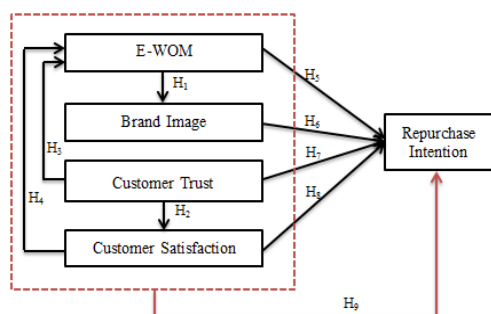 E-WOM
H1
H5
Brand Image
H6
Repurchase
Intention
H3
H7
Customer Trust
H4
H2
H8
Customer Satisfaction
H9